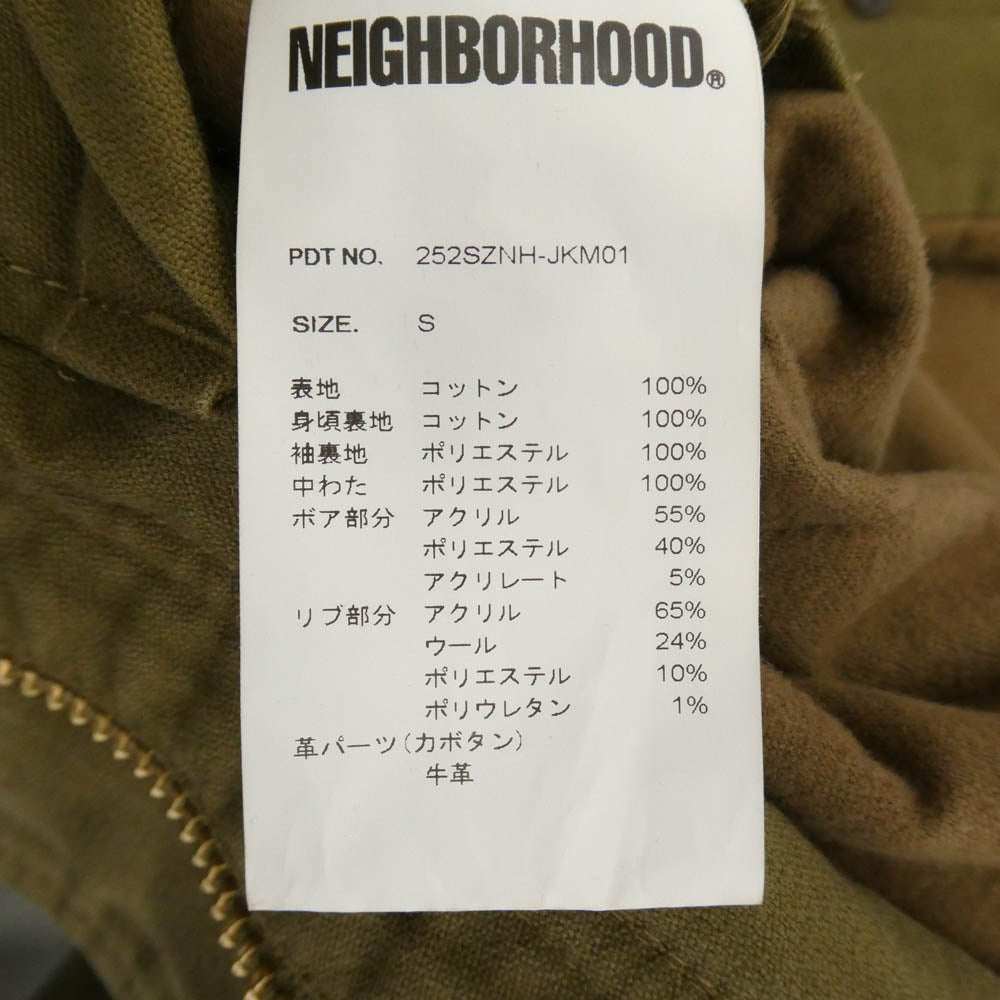 NEIGHBORHOOD®
PDT NO. 252SZNH-JKM01
SIZE. S
表地 コットン 100%
身頃裏地 コットン 100%
袖裏地 ポリエステル 100%
中わた ポリエステル 100%
ボア部分 アクリル 55%
ポリエステル 40%
アクリレート 5%
リブ部分 アクリル 65%
ウール 24%
ポリエステル 10%
ポリウレタン 1%
革パーツ(力ボタン)
牛革